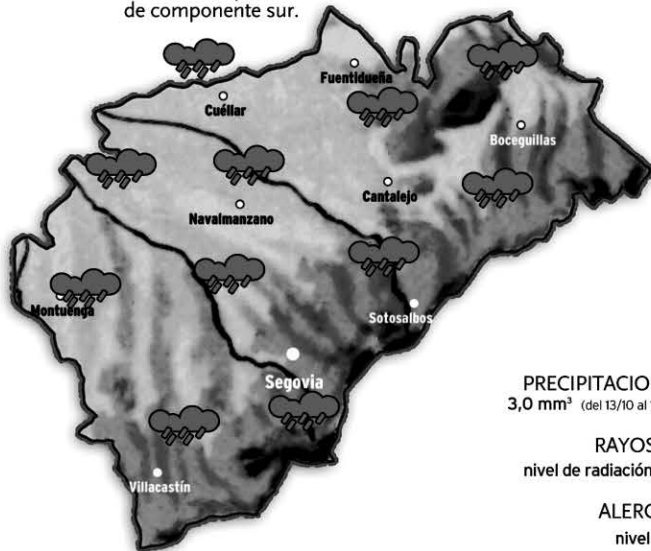 de componente sur.
Fuentidueña
Cuéllar
Boceguillas
Cantalejo
Navalmanzano
Montuenga
Sotosalbos
Segovia
Villacastín
PRECIPITACIO
3,0 mm³ (del 13/10 al
RAYOS
nivel de radiación
ALERG
nivel